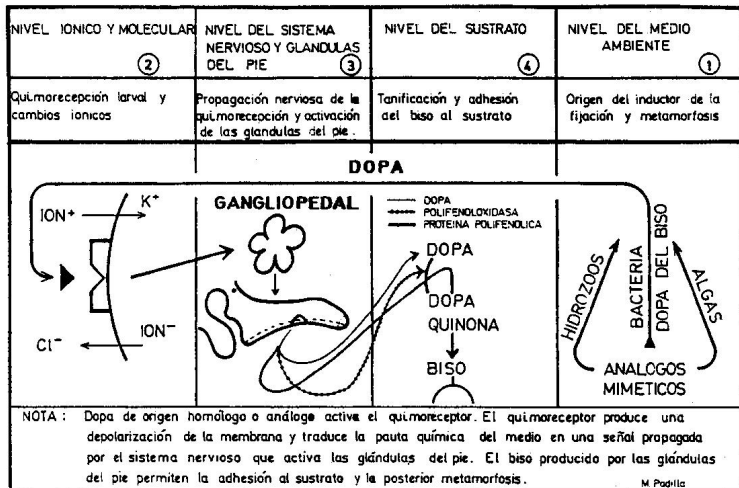 NIVEL IONICO Y MOLECULAR
2
NIVEL DEL SISTEMA
NERVIOSO Y GLANDULAS
DEL PIE
3
NIVEL DEL SUSTRATO
4
NIVEL DEL MEDIO
AMBIENTE
1
Quimorecepción larval y
cambios ionicos
Propagación nerviosa de la
quimorecepción y activación
de las glandulas del pie.
Tanificación y adhesión
del biso al sustrato
Origen del inductor de la
fijación y metamorfosis
DOPA
ION+
K+
Cl-
ION-
GANGLIOPEDAL
DOPA
POLIFENOLOXIDASA
PROTEINA POLIFENOLICA
DOPA
DOPA
QUINONA
BISO
HIDROZOOS
BACTERIA
DOPA DEL BISO
ALGAS
ANALOGOS
MIMETICOS
NOTA : Dopa de origen homólogo o análogo activa el quimoreceptor. El quimoreceptor produce una
depolarización de la membrana y traduce la pauta química del medio en una señal propagada
por el sistema nervioso que activa las glándulas del pie. El biso producido por las glándulas
del pie permiten la adhesión al sustrato y la posterior metamorfosis.
M. Padilla